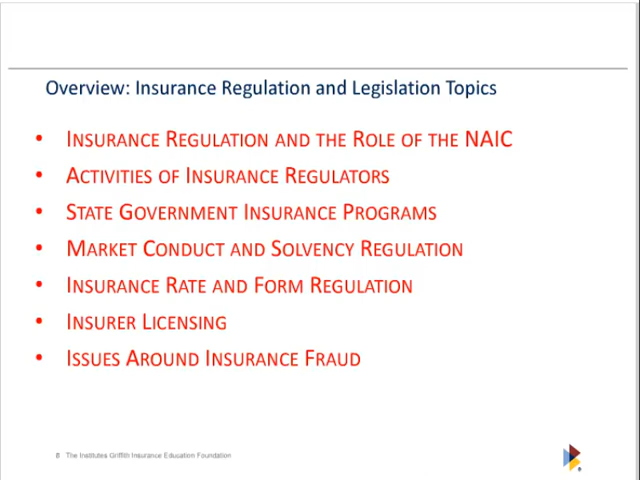 Overview: Insurance Regulation and Legislation Topics
• INSURANCE REGULATION AND THE ROLE OF THE NAIC
• ACTIVITIES OF INSURANCE REGULATORS
• STATE GOVERNMENT INSURANCE PROGRAMS
• MARKET CONDUCT AND SOLVENCY REGULATION
• INSURANCE RATE AND FORM REGULATION
• INSURER LICENSING
• ISSUES AROUND INSURANCE FRAUD
8 The Institutes Griffith Insurance Education Foundation
®